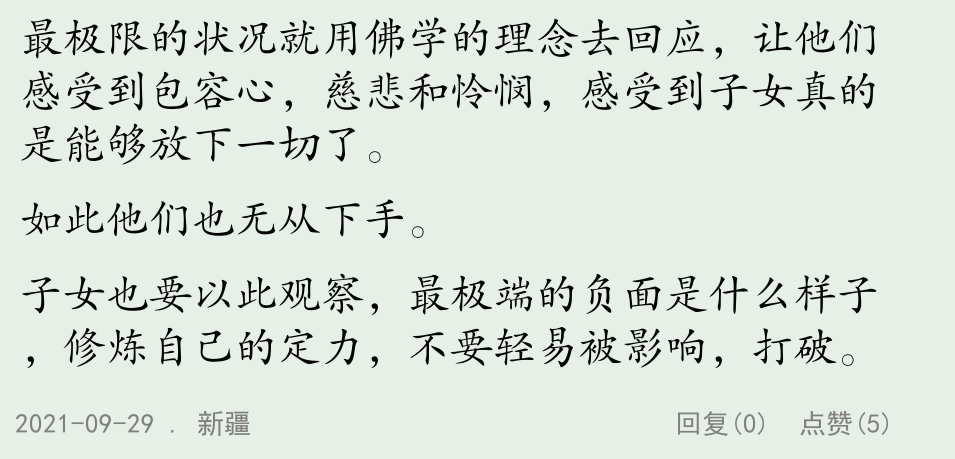 最极限的状况就用佛学的理念去回应，让他们
感受到包容心，慈悲和怜悯，感受到子女真的
是能够放下一切了。
如此他们也无从下手。
子女也要以此观察，最极端的负面是什么样子
，修炼自己的定力，不要轻易被影响，打破。
2021-09-29 . 新疆 回复(0) 点赞(5)